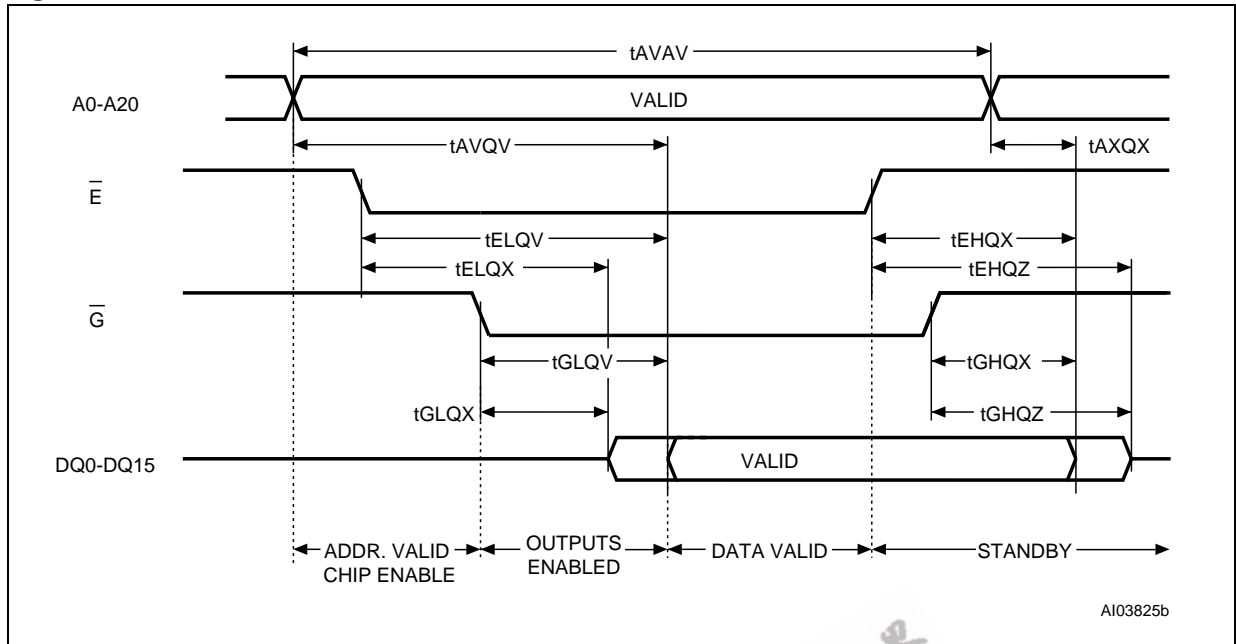 tAVAV
A0-A20
VALID
tAVQV
tAXQX
E
tELQV
tEHQX
tELQX
tEHQZ
G
tGLQV
tGHQX
tGLQX
tGHQZ
DQ0-DQ15
VALID
ADDR. VALID
CHIP ENABLE
OUTPUTS
ENABLED
DATA VALID
STANDBY
AI03825b